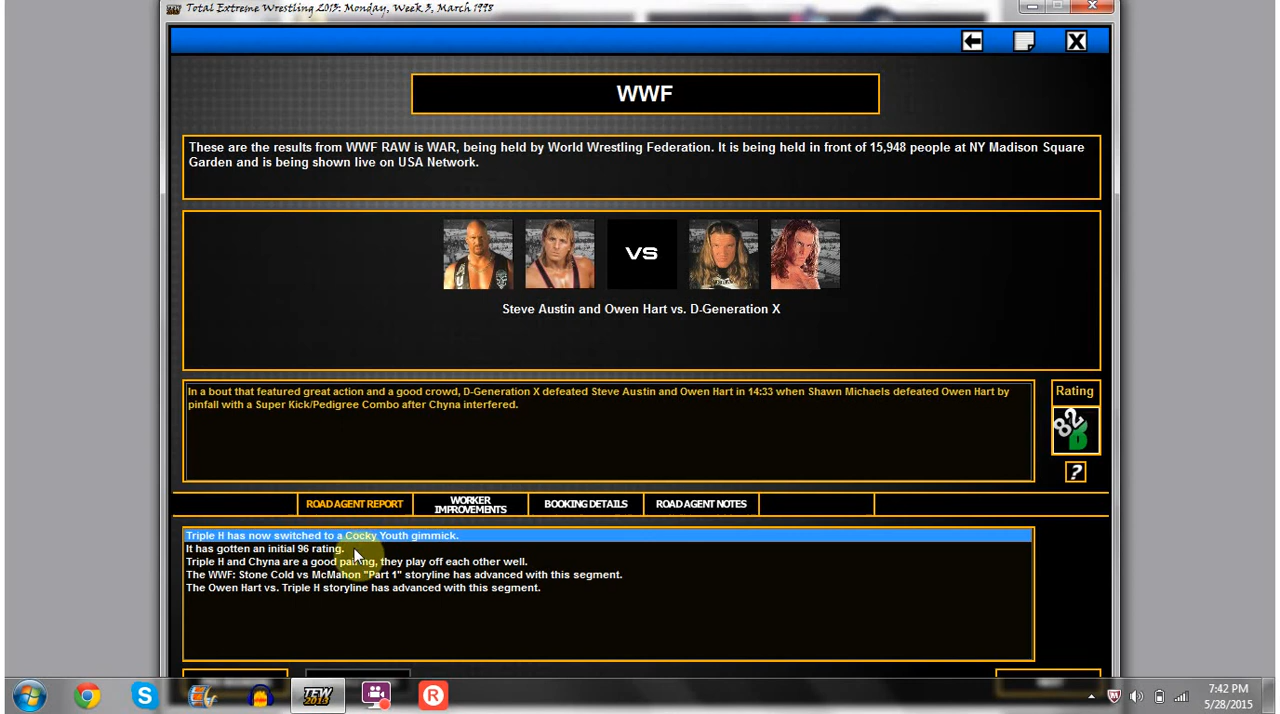 Total Extreme Wrestling 2013: Monday, Week 3, March 1998
WWF
These are the results from WWF RAW is WAR, being held by World Wrestling Federation. It is being held in front of 15,948 people at NY Madison Square
Garden and is being shown live on USA Network.
VS
Steve Austin and Owen Hart vs. D-Generation X
In a bout that featured great action and a good crowd, D-Generation X defeated Steve Austin and Owen Hart in 14:33 when Shawn Michaels defeated Owen Hart by
pinfall with a Super Kick/Pedigree Combo after Chyna interfered.
Rating
82
?
ROAD AGENT REPORT
WORKER
IMPROVEMENTS
BOOKING DETAILS
ROAD AGENT NOTES
Triple H has now switched to a Cocky Youth gimmick.
It has gotten an initial 96 rating.
Triple H and Chyna are a good pairing, they play off each other well.
The WWF: Stone Cold vs McMahon "Part 1" storyline has advanced with this segment.
The Owen Hart vs. Triple H storyline has advanced with this segment.
TEW
2013
7:42 PM
5/28/2015